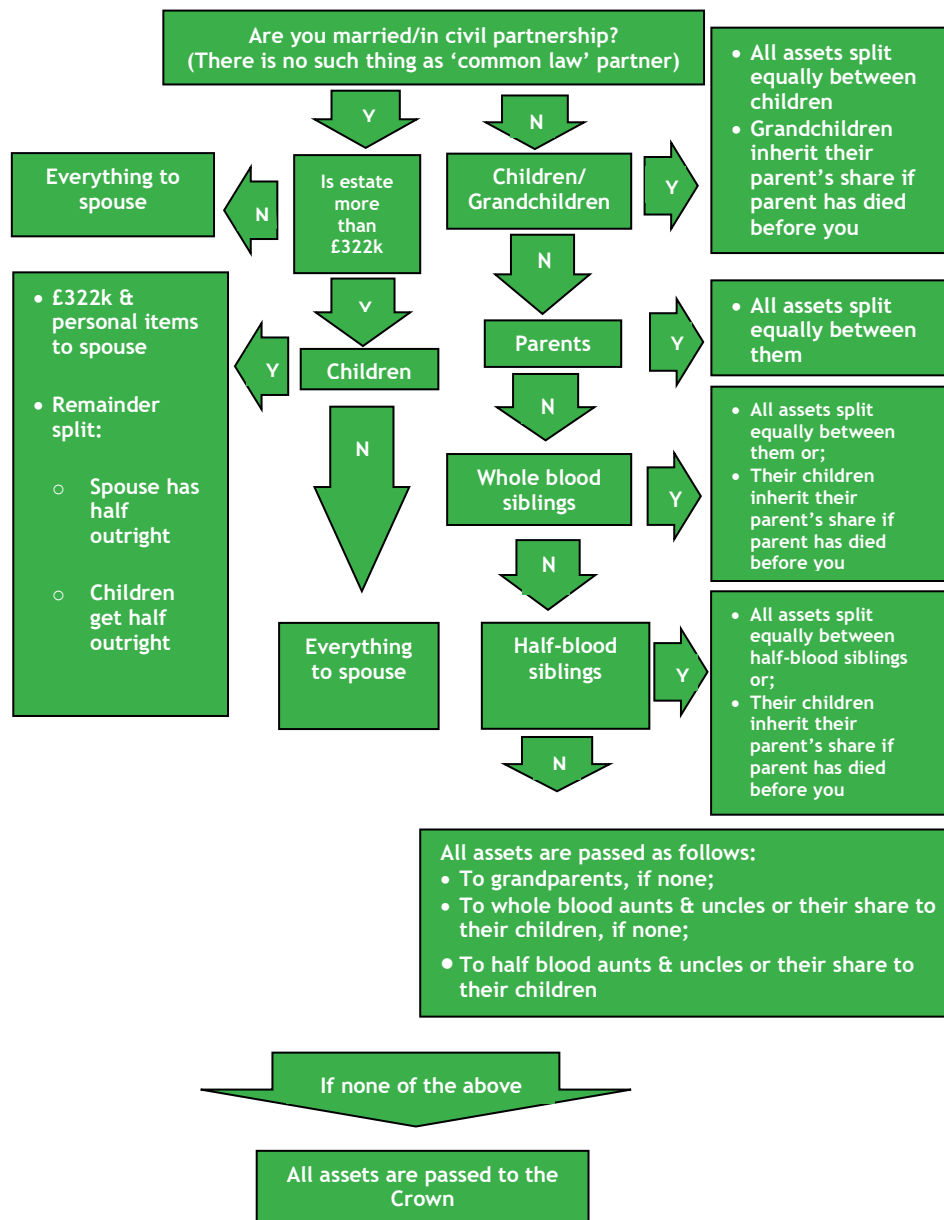 Are you married/in civil partnership?
(There is no such thing as ‘common law’ partner)
Y
N
• All assets split
equally between
children
• Grandchildren
inherit their
parent’s share if
parent has died
before you
Everything to
spouse
N
Is estate
more
than
£322k
Children/
Grandchildren
Y
Y
N
• £322k &
personal items
to spouse
• Remainder
split:
o Spouse has
half
outright
o Children
get half
outright
Y
Children
N
Everything
to spouse
Parents
Y
• All assets split
equally between
them
N
Whole blood
siblings
Y
• All assets split
equally between
them or;
• Their children
inherit their
parent’s share if
parent has died
before you
N
Half-blood
siblings
Y
• All assets split
equally between
half-blood siblings
or;
• Their children
inherit their
parent’s share if
parent has died
before you
N
All assets are passed as follows:
• To grandparents, if none;
• To whole blood aunts & uncles or their share to
their children, if none;
• To half blood aunts & uncles or their share to
their children
If none of the above
All assets are passed to the
Crown